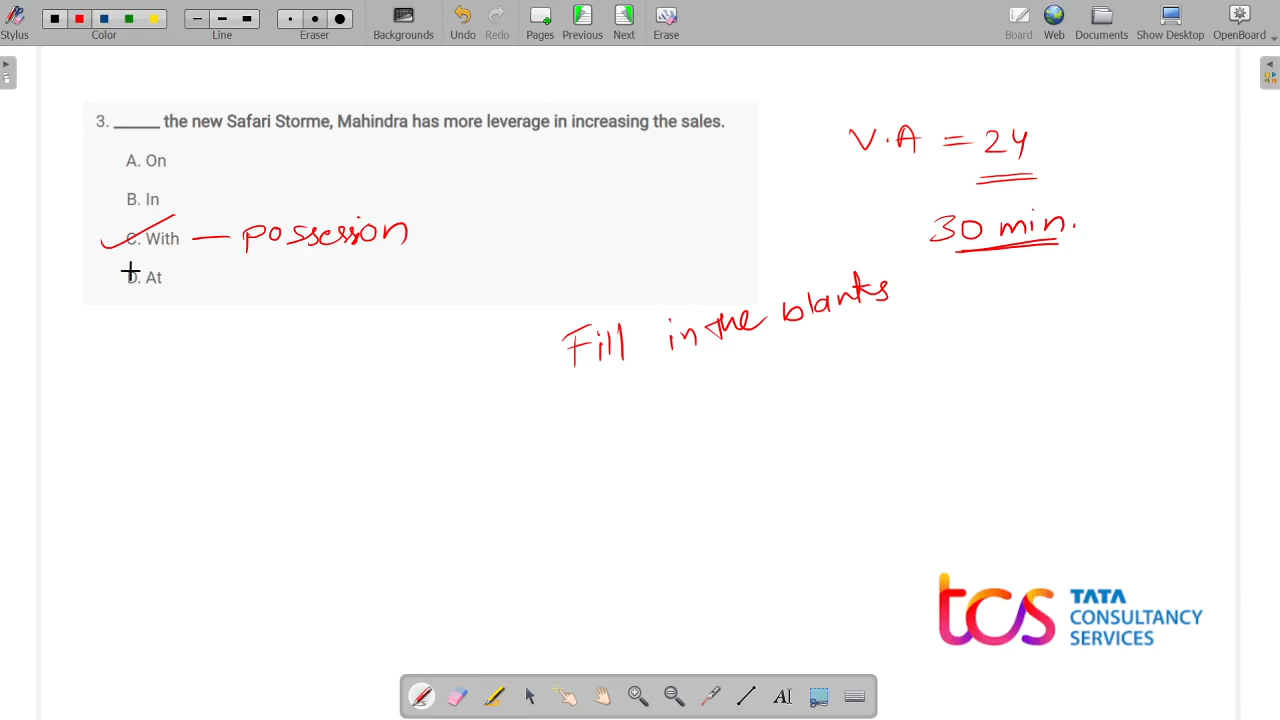 Stylus
Color
Line
Eraser
Backgrounds
Undo
Redo
Pages
Previous
Next
Erase
Board
Web
Documents
Show Desktop
OpenBoard
3. _____ the new Safari Storme, Mahindra has more leverage in increasing the sales.
A. On
B. In
C. With — possession
D. At
V.A = 24
30 min.
Fill in the blanks
tcs TATA
CONSULTANCY
SERVICES